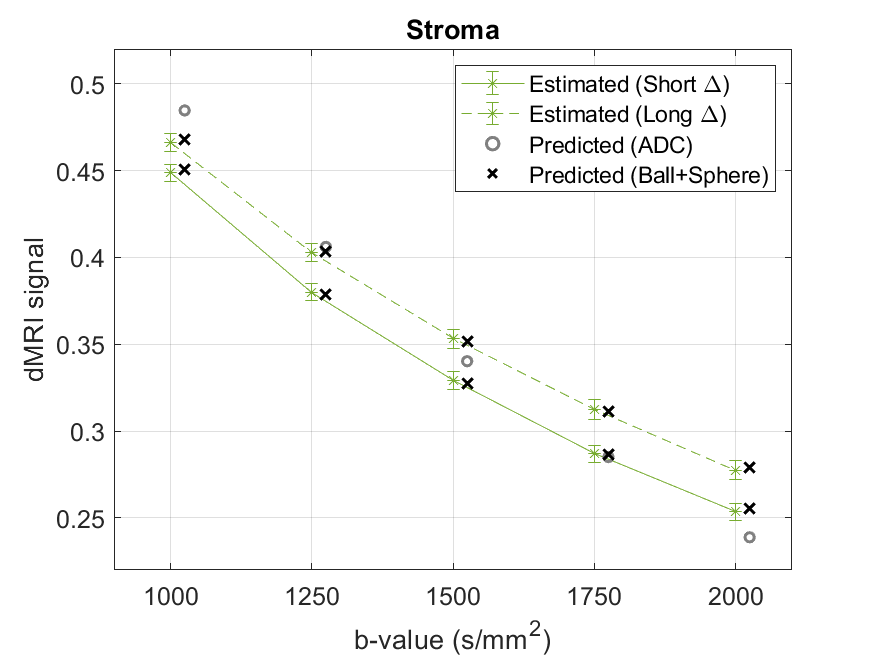 Stroma
0.5
0.45
0.4
0.35
0.3
0.25
dMRI signal
Estimated (Short Δ)
Estimated (Long Δ)
Predicted (ADC)
Predicted (Ball+Sphere)
1000 1250 1500 1750 2000
b-value (s/mm²)